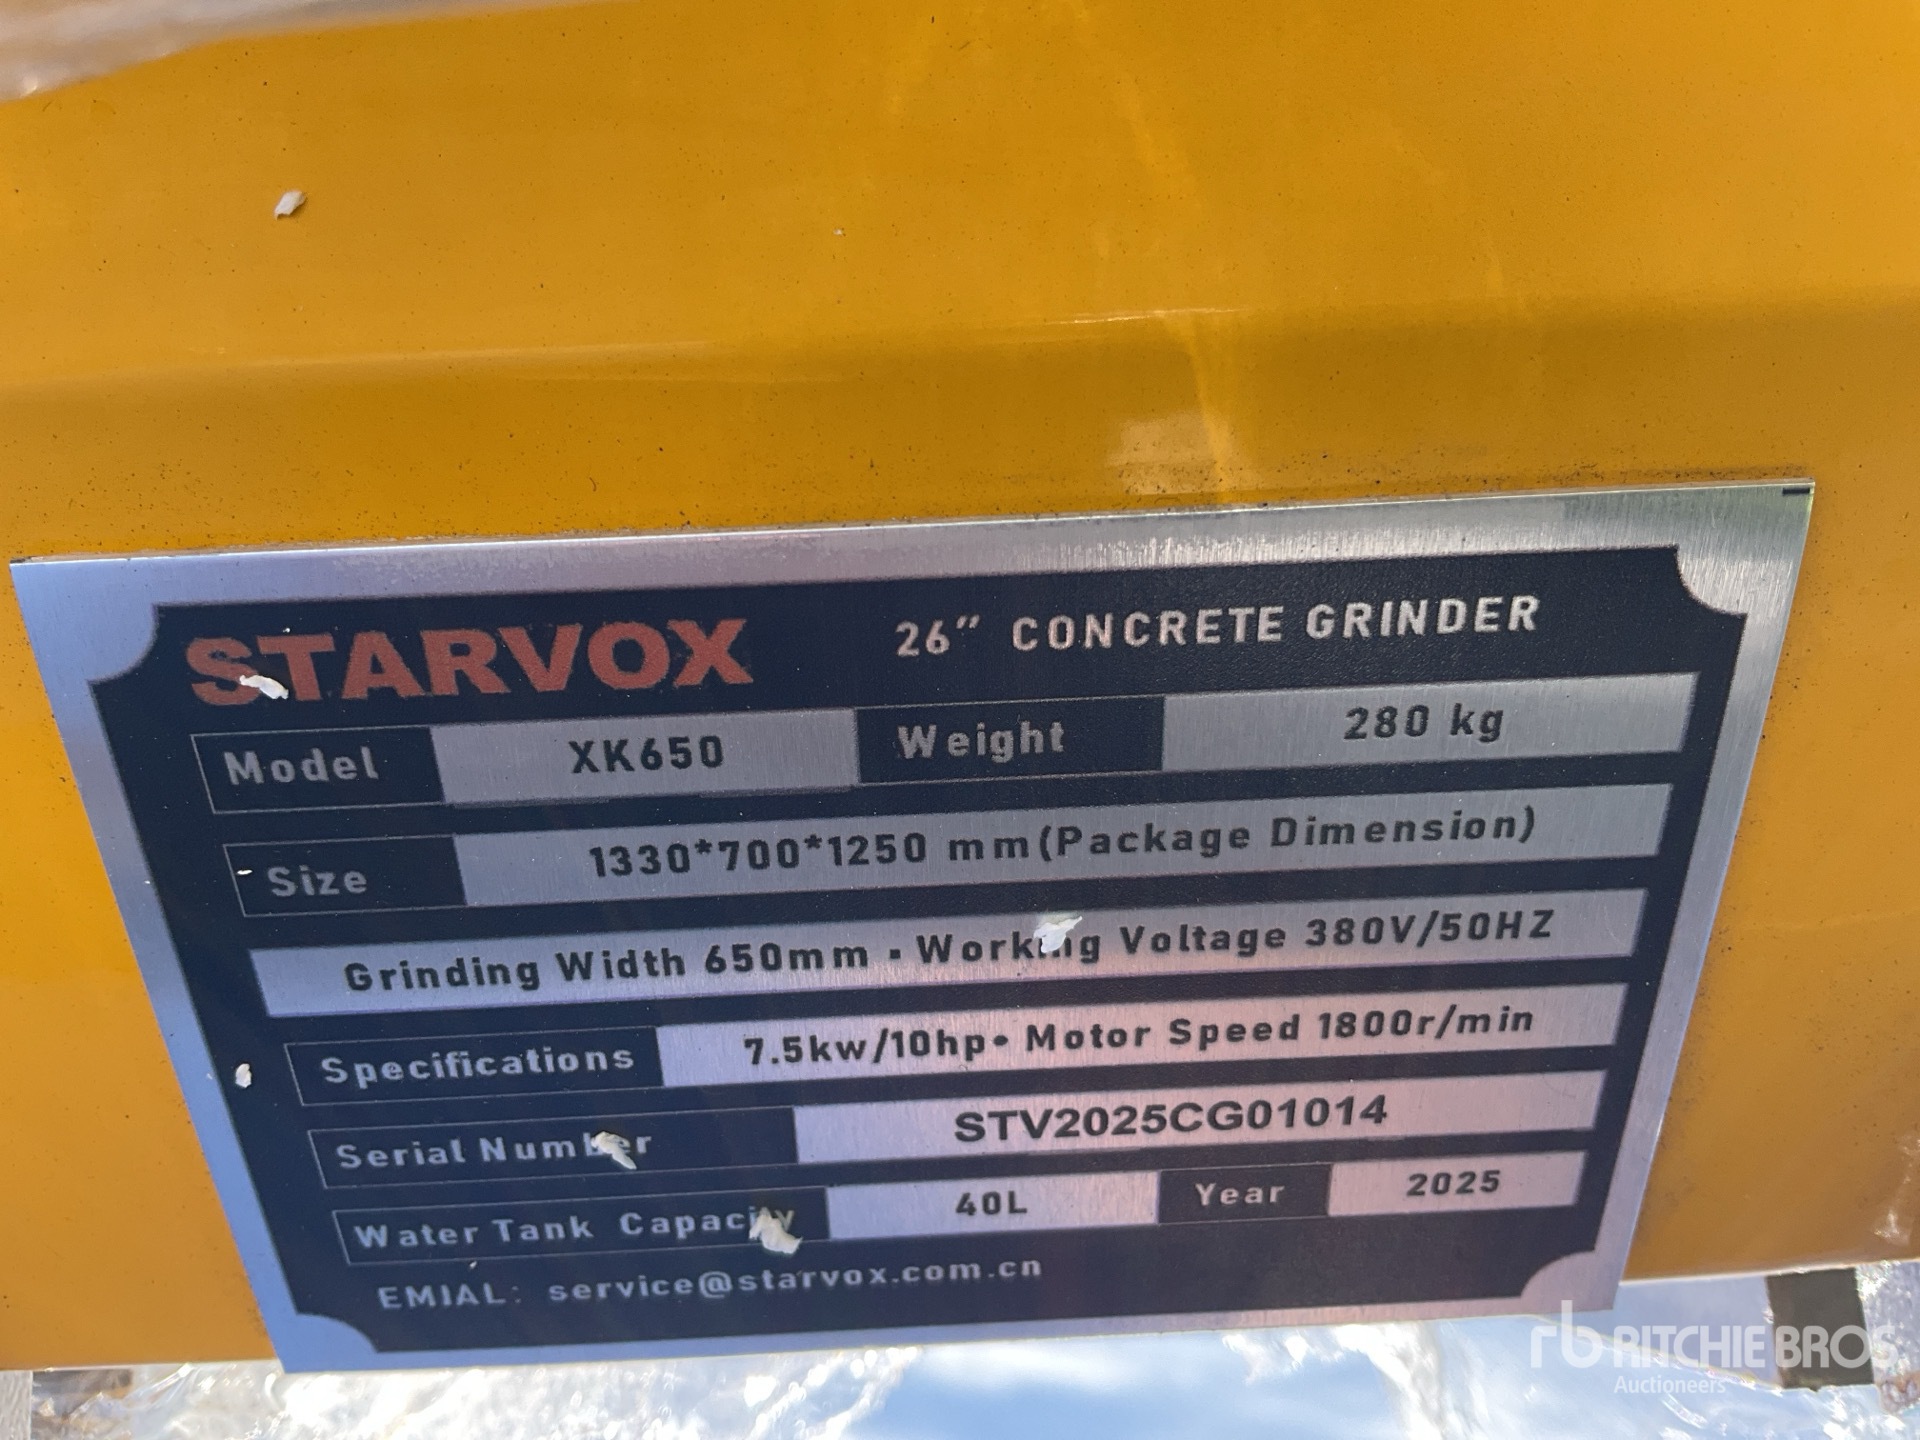 STARVOX 26" CONCRETE GRINDER
Model XK650 Weight 280 kg
Size 1330*700*1250 mm(Package Dimension)
Grinding Width 650mm ▪ Working Voltage 380V/50HZ
Specifications 7.5kw/10hp• Motor Speed 1800r/min
Serial Number STV2025CG01014
Water Tank Capacity 40L Year 2025
EMIAL: service@starvox.com.cn
rb RITCHIE BROS
Auctioneers